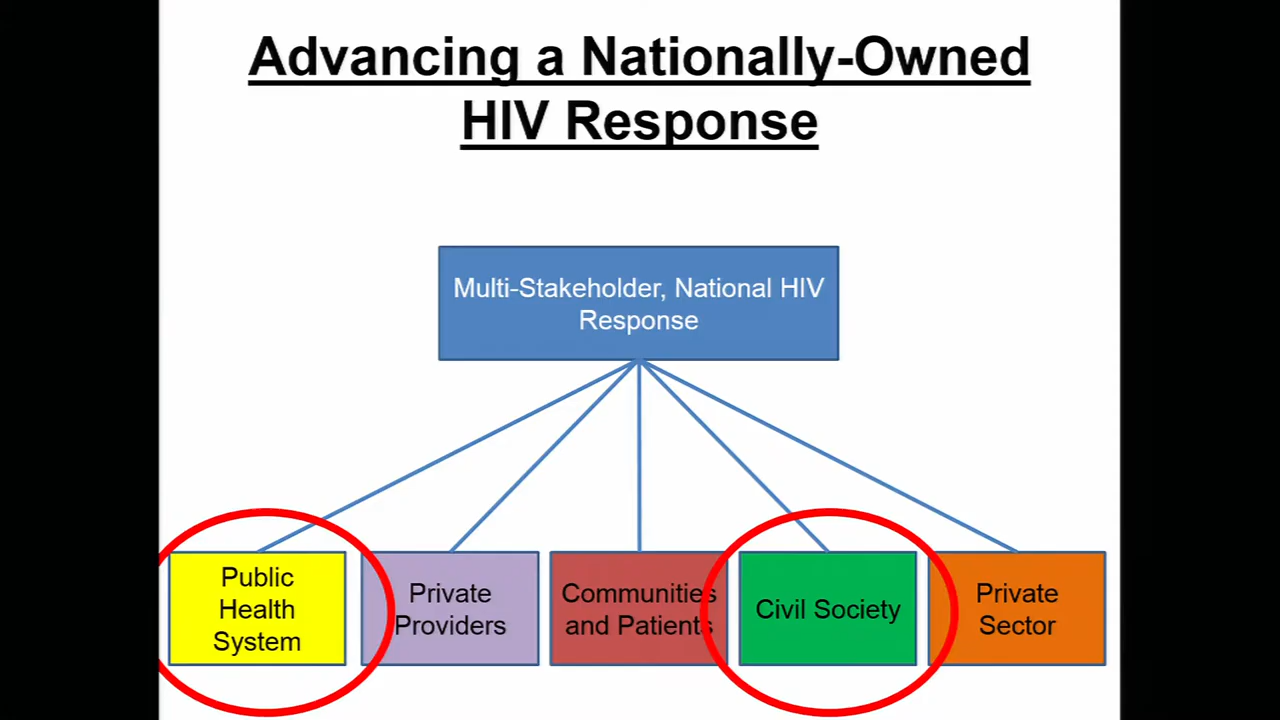 Advancing a Nationally-Owned
HIV Response
Multi-Stakeholder, National HIV
Response
Public
Health
System
Private
Providers
Communities
and Patients
Civil Society
Private
Sector